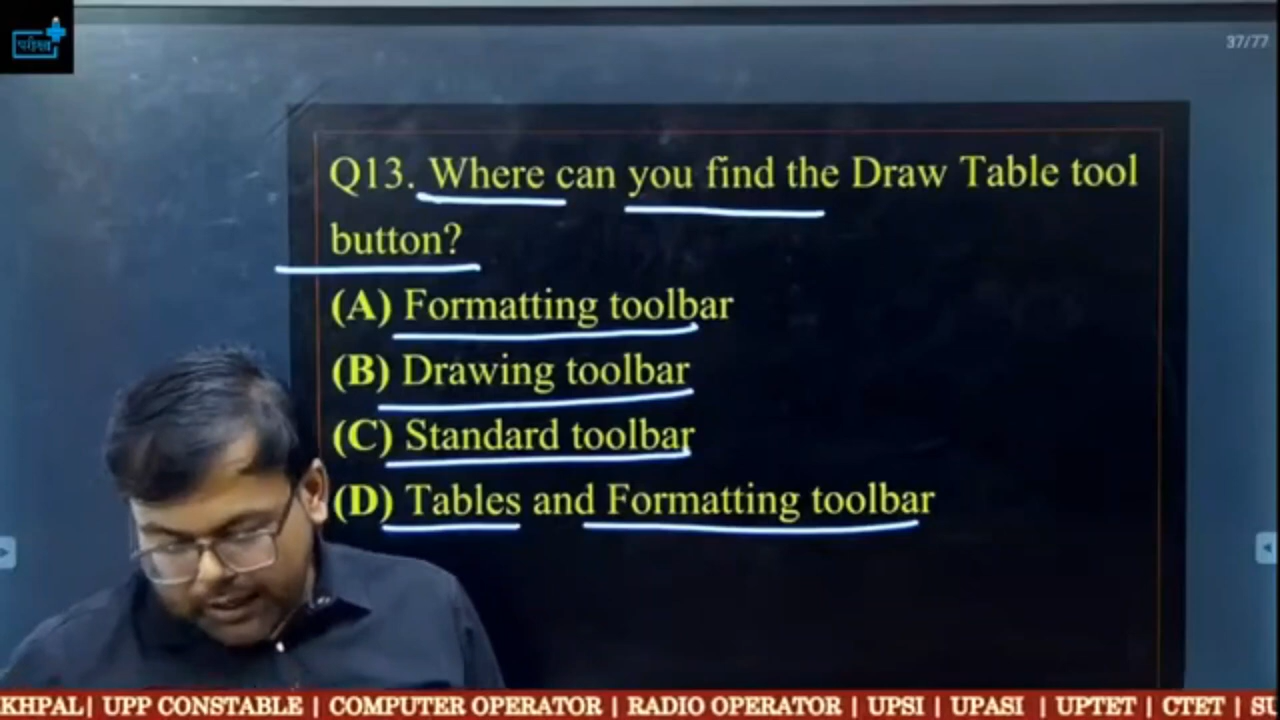 परीक्षा
37/77
Q13. Where can you find the Draw Table tool
button?
(A) Formatting toolbar
(B) Drawing toolbar
(C) Standard toolbar
(D) Tables and Formatting toolbar
KHPAL| UPP CONSTABLE | COMPUTER OPERATOR | RADIO OPERATOR | UPSI | UPASI | UPTET | CTET | SU